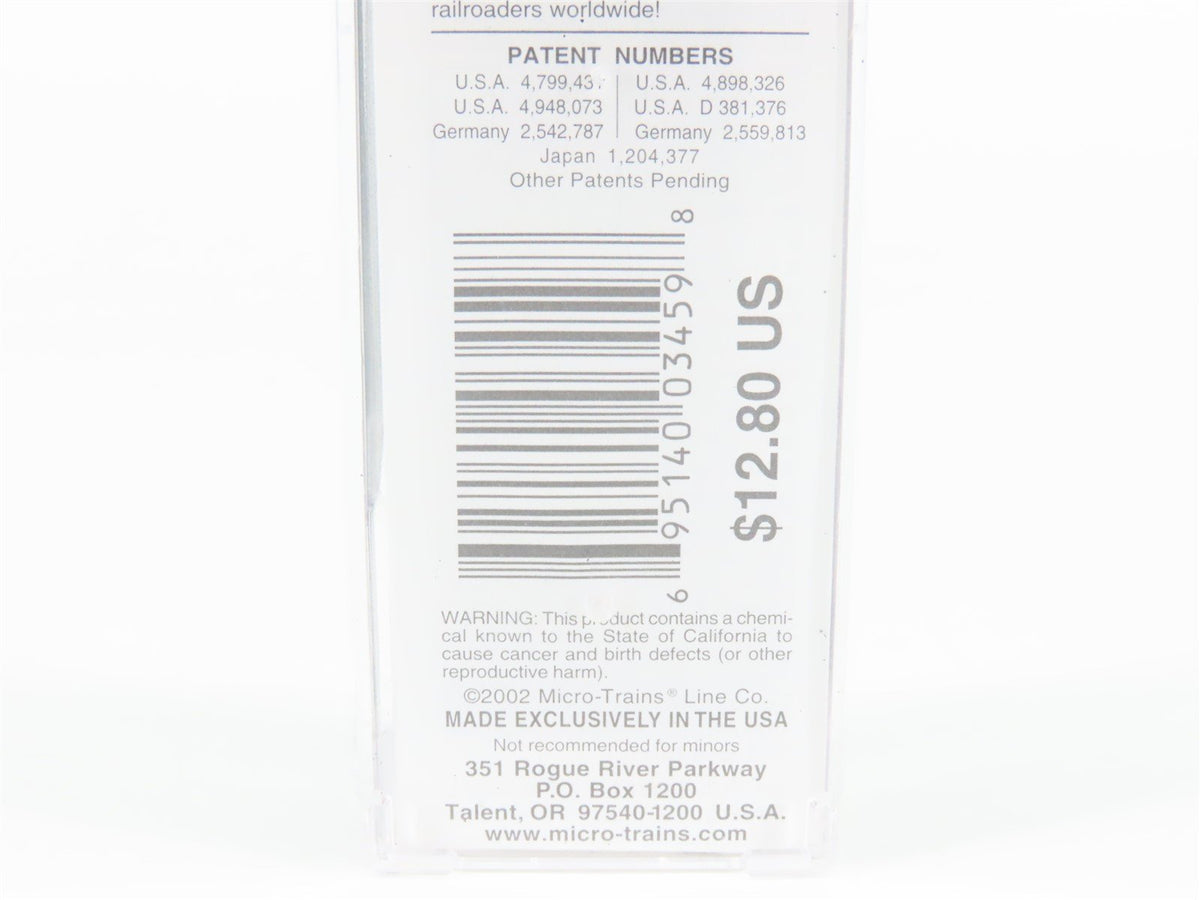 railroaders worldwide!
PATENT NUMBERS
U.S.A. 4,799,437 U.S.A. 4,898,326
U.S.A. 4,948,073 U.S.A. D 381,376
Germany 2,542,787 Germany 2,559,813
Japan 1,204,377
Other Patents Pending
6 95140 03459 8
$12.80 US
WARNING: This product contains a chemi-
cal known to the State of California to
cause cancer and birth defects (or other
reproductive harm).
©2002 Micro-Trains® Line Co.
MADE EXCLUSIVELY IN THE USA
Not recommended for minors
351 Rogue River Parkway
P.O. Box 1200
Talent, OR 97540-1200 U.S.A.
www.micro-trains.com